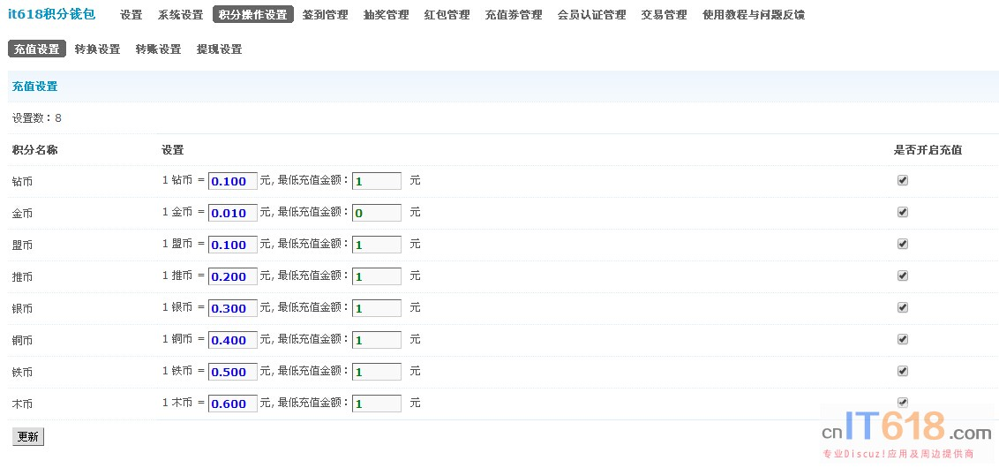 it618积分钱包 设置 系统设置 积分操作设置 签到管理 抽奖管理 红包管理 充值券管理 会员认证管理 交易管理 使用教程与问题反馈
充值设置 转换设置 转账设置 提现设置
充值设置
设置数：8
积分名称 设置 是否开启充值
钻币 1 钻币 = 0.100 元, 最低充值金额：1 元
金币 1 金币 = 0.010 元, 最低充值金额：0 元
盟币 1 盟币 = 0.100 元, 最低充值金额：1 元
推币 1 推币 = 0.200 元, 最低充值金额：1 元
银币 1 银币 = 0.300 元, 最低充值金额：1 元
铜币 1 铜币 = 0.400 元, 最低充值金额：1 元
铁币 1 铁币 = 0.500 元, 最低充值金额：1 元
木币 1 木币 = 0.600 元, 最低充值金额：1 元
更新
cnIT618.com
专业Discuz!应用及周边提供商